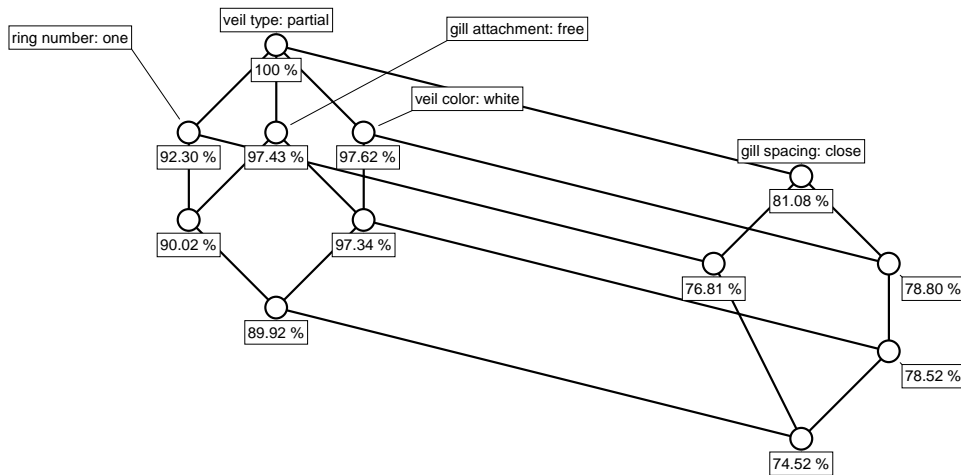 veil type: partial
gill attachment: free
ring number: one
100 %
veil color: white
92.30 %
97.43 %
97.62 %
gill spacing: close
81.08 %
90.02 %
97.34 %
76.81 %
78.80 %
89.92 %
78.52 %
74.52 %